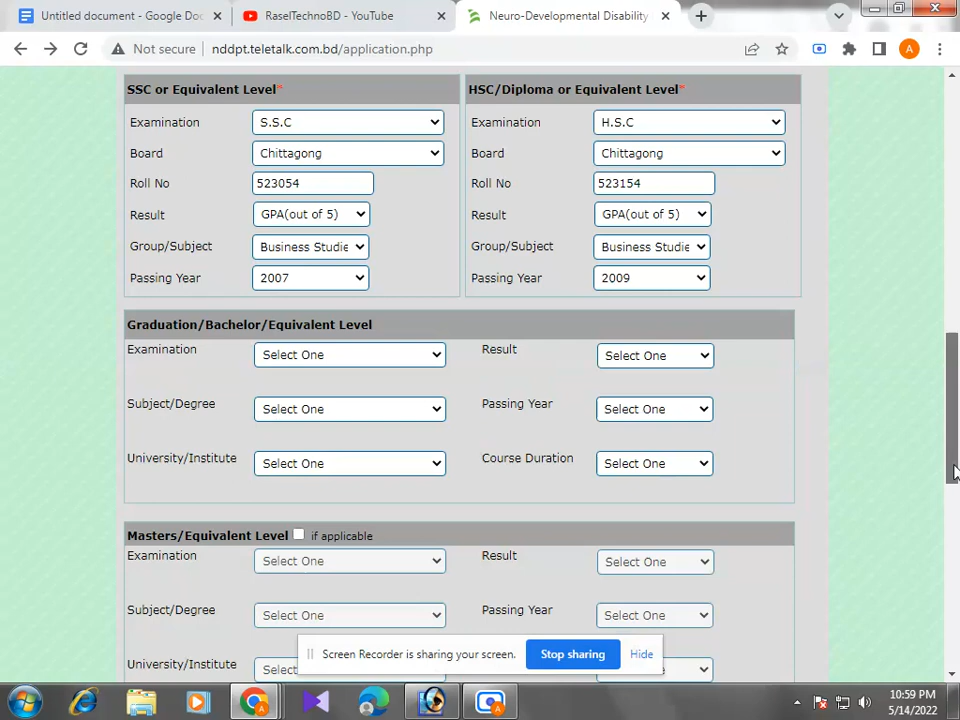 Untitled document - Google Doc
RaselTechnoBD - YouTube
Neuro-Developmental Disability
Not secure
nddpt.teletalk.com.bd/application.php
A
SSC or Equivalent Level*
Examination S.S.C
Board Chittagong
Roll No 523054
Result GPA(out of 5)
Group/Subject Business Studie
Passing Year 2007
HSC/Diploma or Equivalent Level*
Examination H.S.C
Board Chittagong
Roll No 523154
Result GPA(out of 5)
Group/Subject Business Studie
Passing Year 2009
Graduation/Bachelor/Equivalent Level
Examination Select One Result Select One
Subject/Degree Select One Passing Year Select One
University/Institute Select One Course Duration Select One
Masters/Equivalent Level if applicable
Examination Select One Result Select One
Subject/Degree Select One Passing Year Select One
University/Institute Select
Screen Recorder is sharing your screen. Stop sharing Hide
10:59 PM
5/14/2022